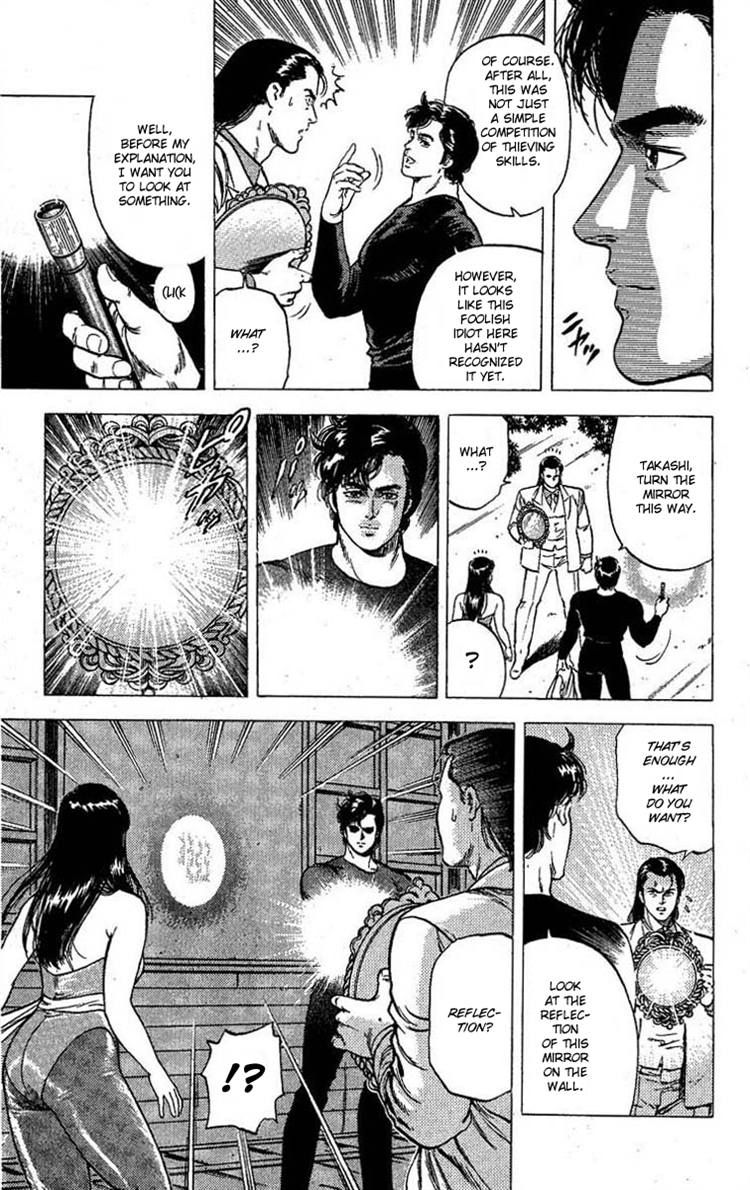 OF COURSE.
AFTER ALL,
THIS WAS
NOT JUST
A SIMPLE
COMPETITION
OF THIEVING
SKILLS.
HOWEVER,
IT LOOKS
LIKE THIS
FOOLISH
IDIOT HERE
HASN'T
RECOGNIZED
IT YET.
WHAT
...?
WELL,
BEFORE MY
EXPLANATION,
I WANT YOU
TO LOOK AT
SOMETHING.
TAKASHI,
TURN THE
MIRROR
THIS WAY.
WHAT
...?
?
THAT'S
ENOUGH
...
WHAT
DO YOU
WANT?
LOOK
AT THE
REFLEC-
TION
OF THIS
MIRROR
ON THE
WALL.
REFLEC-
TION?
!?